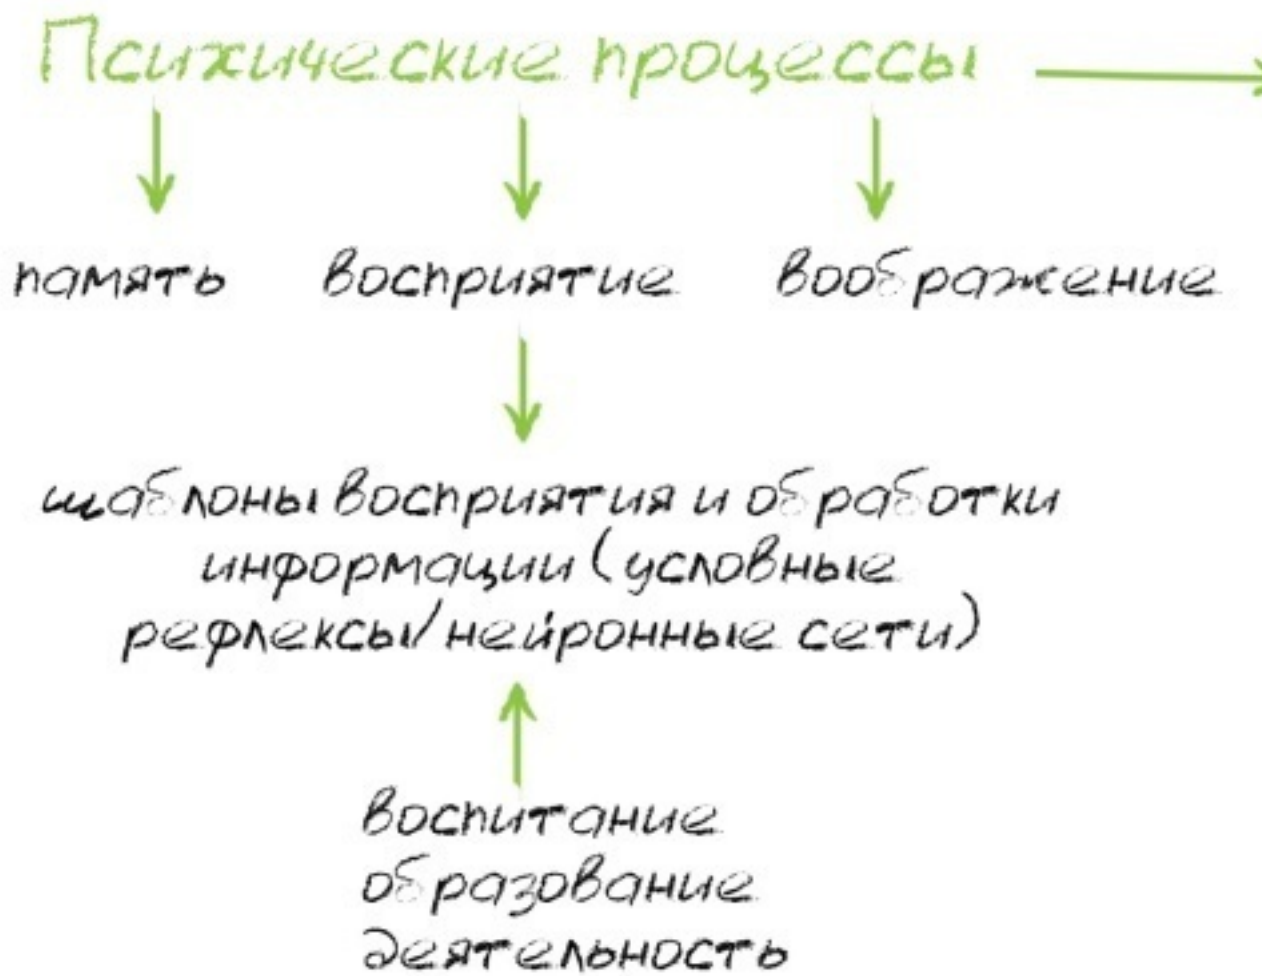 Психические процессы
память восприятие воображение
шаблоны восприятия и обработки
информации (условные
рефлексы/нейронные сети)
воспитание
образование
деятельность